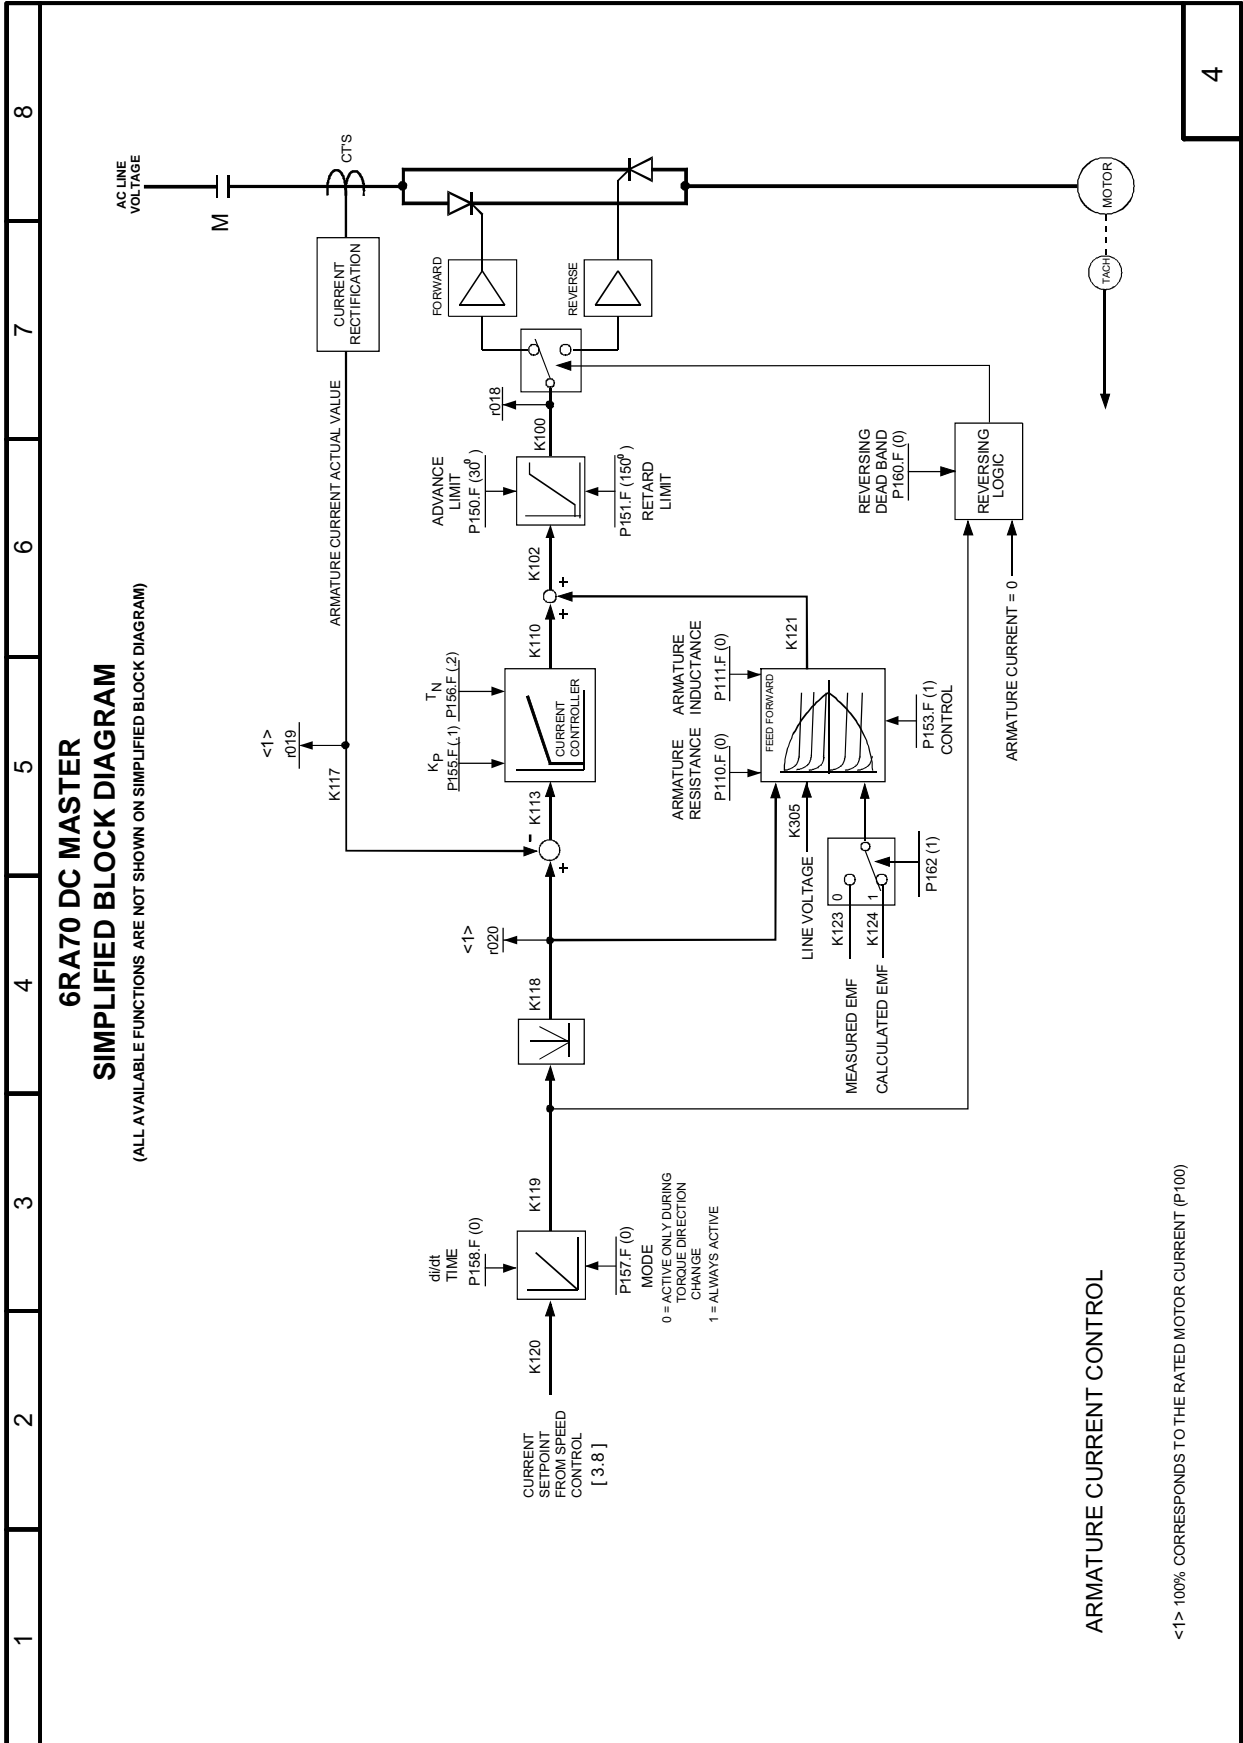 1
2
3
4
5
6
7
8
6RA70 DC MASTER
SIMPLIFIED BLOCK DIAGRAM
(ALL AVAILABLE FUNCTIONS ARE NOT SHOWN ON SIMPLIFIED BLOCK DIAGRAM)
AC LINE
VOLTAGE
M
CT'S
CURRENT
RECTIFICATION
ARMATURE CURRENT ACTUAL VALUE
<1>
r019
K117
CURRENT
SETPOINT
FROM SPEED
CONTROL
[ 3.8 ]
K120
di/dt
TIME
P158.F (0)
P157.F (0)
MODE
0 = ACTIVE ONLY DURING
TORQUE DIRECTION
CHANGE
1 = ALWAYS ACTIVE
K119
K118
<1>
r020
+
-
K113
KP
P155.F (.1)
TN
P156.F (.2)
CURRENT
CONTROLLER
K110
+
+
K102
ADVANCE
LIMIT
P150.F (30⁰ )
P151.F (150⁰ )
RETARD
LIMIT
K100
r018
FORWARD
REVERSE
MEASURED EMF
K123
0
CALCULATED EMF
K124
1
P162 (1)
LINE VOLTAGE
K305
ARMATURE
RESISTANCE
P110.F (0)
ARMATURE
INDUCTANCE
P111.F (0)
FEED FORWARD
P153.F (1)
CONTROL
K121
REVERSING
DEAD BAND
P160.F (0)
REVERSING
LOGIC
ARMATURE CURRENT = 0
MOTOR
TACH
ARMATURE CURRENT CONTROL
<1> 100% CORRESPONDS TO THE RATED MOTOR CURRENT (P100)
4